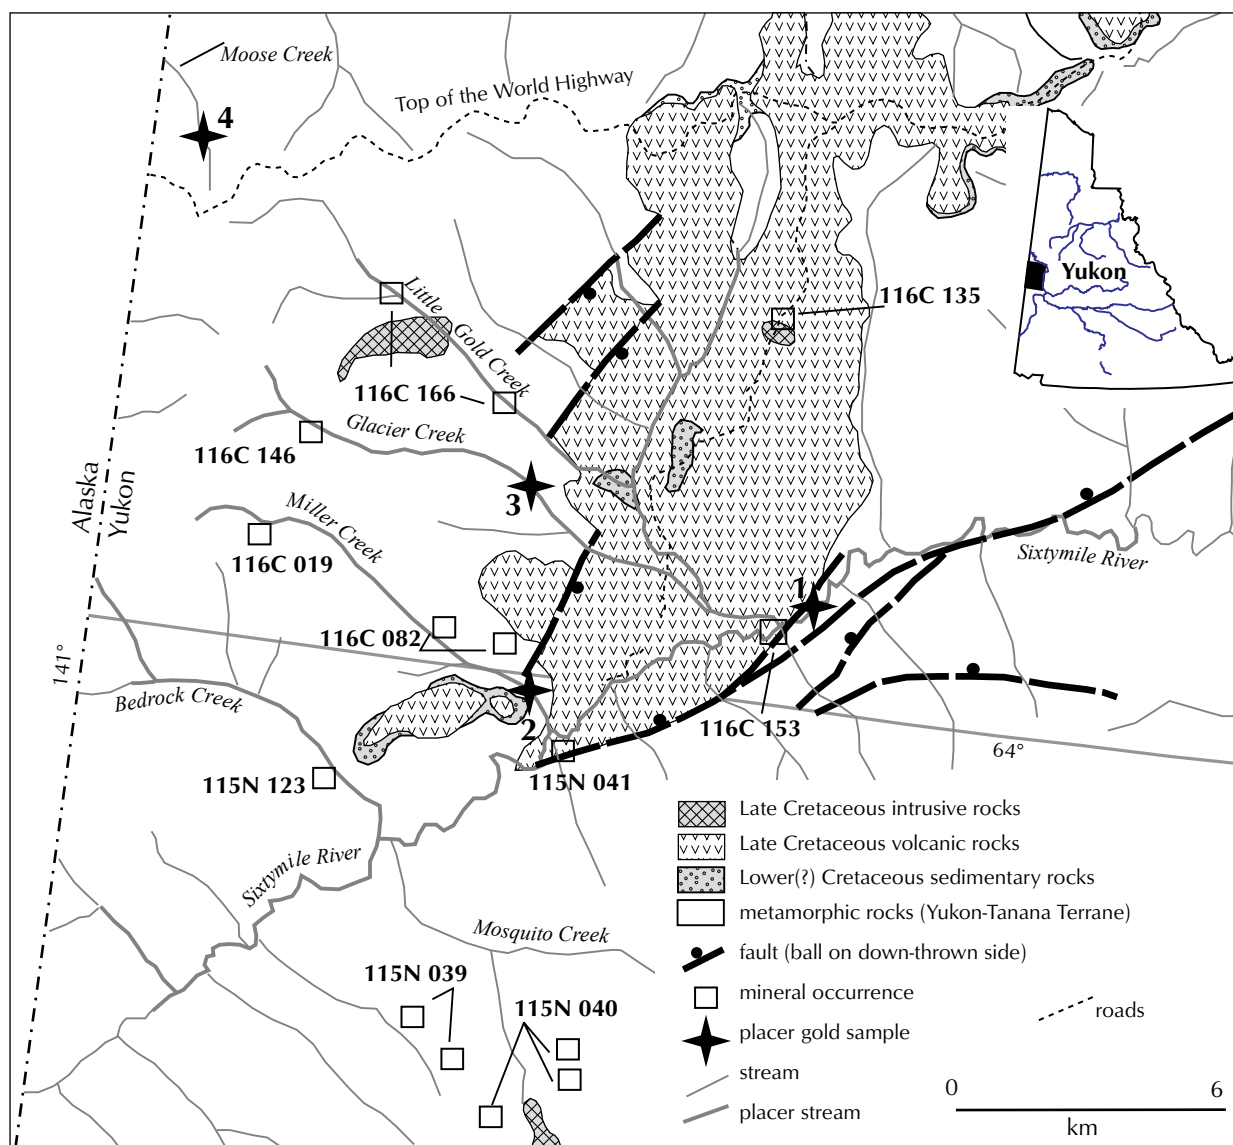 Moose Creek
4
Top of the World Highway
Yukon
116C 135
Little Gold Creek
116C 166
Glacier Creek
116C 146
Alaska
Yukon
3
Miller Creek
116C 019
Sixtymile River
1
116C 082
141°
Bedrock Creek
2
116C 153
64°
115N 123
115N 041
Late Cretaceous intrusive rocks
Late Cretaceous volcanic rocks
Lower(?) Cretaceous sedimentary rocks
metamorphic rocks (Yukon-Tanana Terrane)
fault (ball on down-thrown side)
mineral occurrence
placer gold sample
stream
placer stream
roads
0 6
km
Sixtymile River
Mosquito Creek
115N 039
115N 040